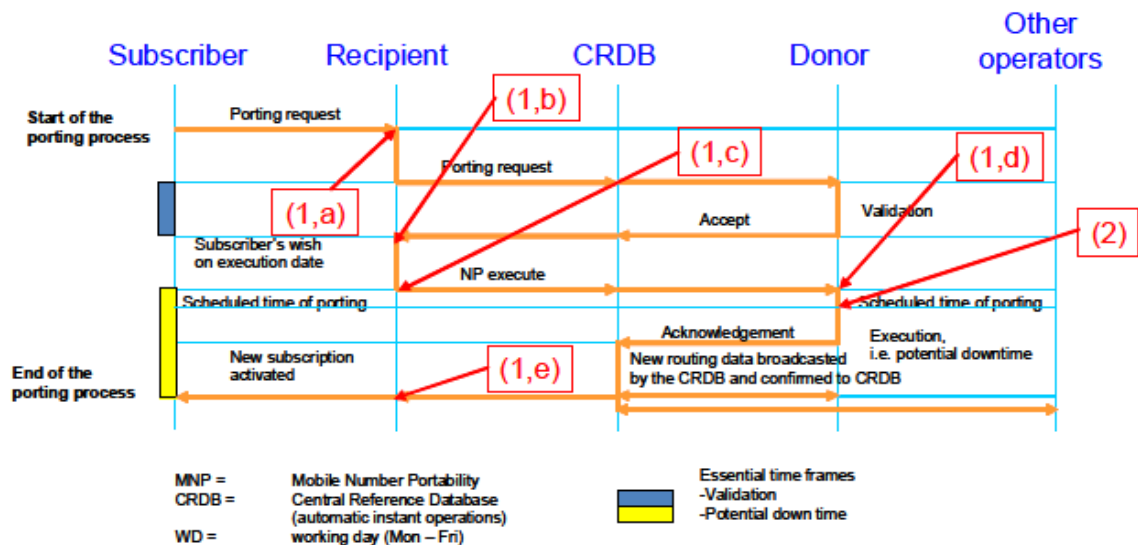 Subscriber Recipient CRDB Donor Other
operators
(1,b)
Start of the
porting process
Porting request
(1,c)
(1,d)
Porting request
(1,a)
Accept
Validation
(2)
Subscriber's wish
on execution date
NP execute
Scheduled time of porting
Scheduled time of porting
Acknowledgement
Execution,
i.e. potential downtime
New subscription
activated
(1,e)
New routing data broadcasted
by the CRDB and confirmed to CRDB
End of the
porting process
MNP = Mobile Number Portability
CRDB = Central Reference Database
(automatic instant operations)
WD = working day (Mon – Fri)
Essential time frames
-Validation
-Potential down time